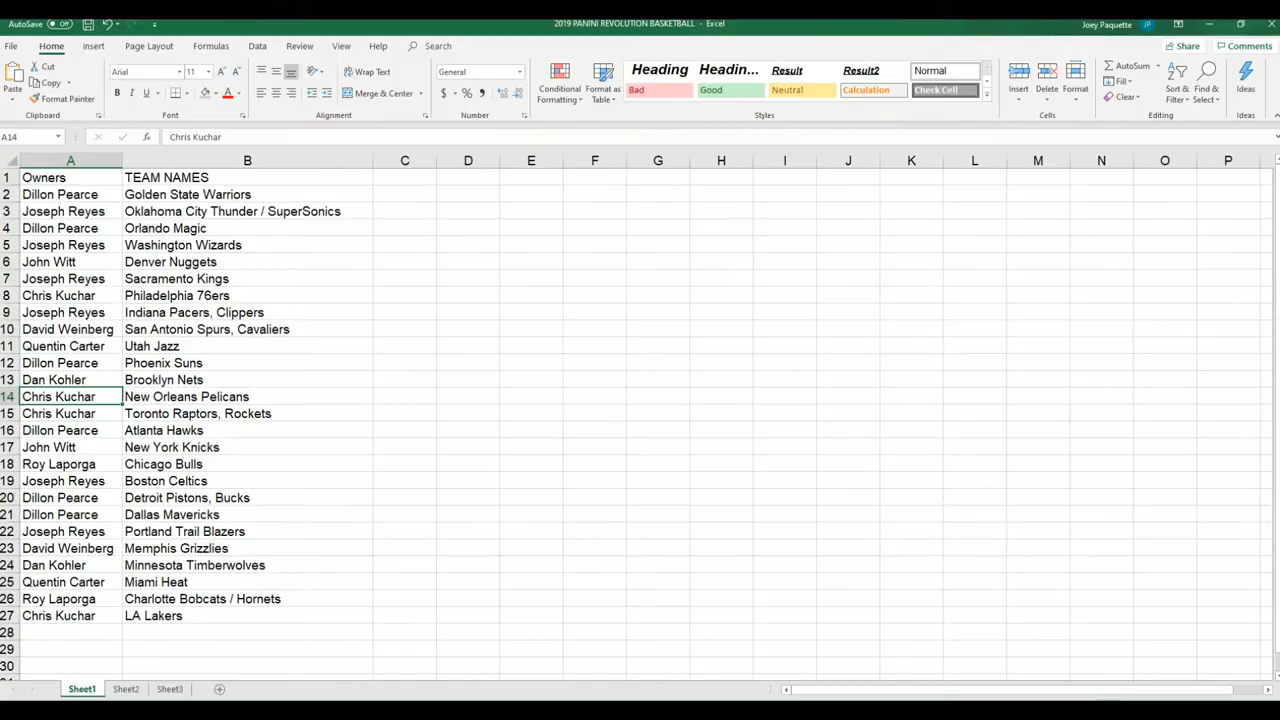 AutoSave Off 2019 PANINI REVOLUTION BASKETBALL - Excel Joey Paquette JP
File Home Insert Page Layout Formulas Data Review View Help Search Share Comments
Paste Cut Copy Format Painter
Arial 11 A A B I U A
Wrap Text Merge & Center
General $ % 9
Conditional Formatting Format as Table
Heading Headin... Result Result2 Normal
Bad Good Neutral Calculation Check Cell
Insert Delete Format
AutoSum Fill Clear Sort & Filter Find & Select Ideas
Clipboard Font Alignment Number Styles Cells Editing Ideas
A14 fx Chris Kuchar
A B C D E F G H I J K L M N O P
1 Owners TEAM NAMES
2 Dillon Pearce Golden State Warriors
3 Joseph Reyes Oklahoma City Thunder / SuperSonics
4 Dillon Pearce Orlando Magic
5 Joseph Reyes Washington Wizards
6 John Witt Denver Nuggets
7 Joseph Reyes Sacramento Kings
8 Chris Kuchar Philadelphia 76ers
9 Joseph Reyes Indiana Pacers, Clippers
10 David Weinberg San Antonio Spurs, Cavaliers
11 Quentin Carter Utah Jazz
12 Dillon Pearce Phoenix Suns
13 Dan Kohler Brooklyn Nets
14 Chris Kuchar New Orleans Pelicans
15 Chris Kuchar Toronto Raptors, Rockets
16 Dillon Pearce Atlanta Hawks
17 John Witt New York Knicks
18 Roy Laporga Chicago Bulls
19 Joseph Reyes Boston Celtics
20 Dillon Pearce Detroit Pistons, Bucks
21 Dillon Pearce Dallas Mavericks
22 Joseph Reyes Portland Trail Blazers
23 David Weinberg Memphis Grizzlies
24 Dan Kohler Minnesota Timberwolves
25 Quentin Carter Miami Heat
26 Roy Laporga Charlotte Bobcats / Hornets
27 Chris Kuchar LA Lakers
28
29
30
Sheet1 Sheet2 Sheet3